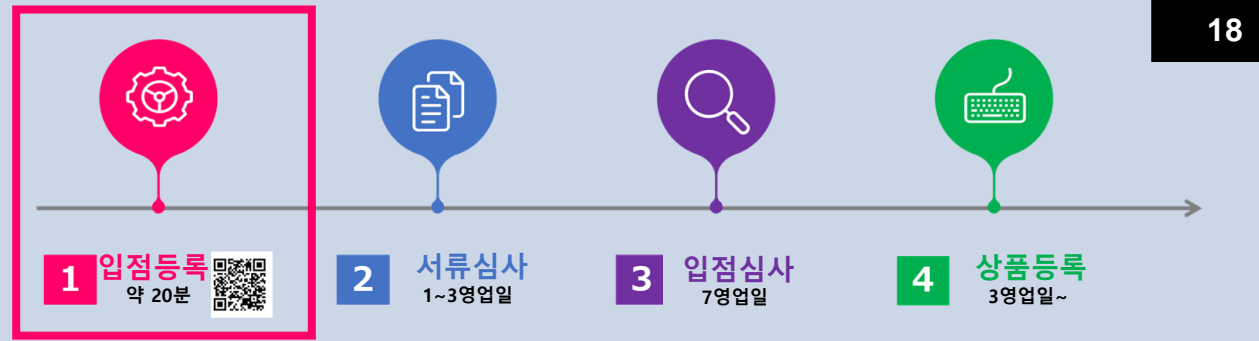 18
1 입점등록
약 20분
2 서류심사
1~3영업일
3 입점심사
7영업일
4 상품등록
3영업일~